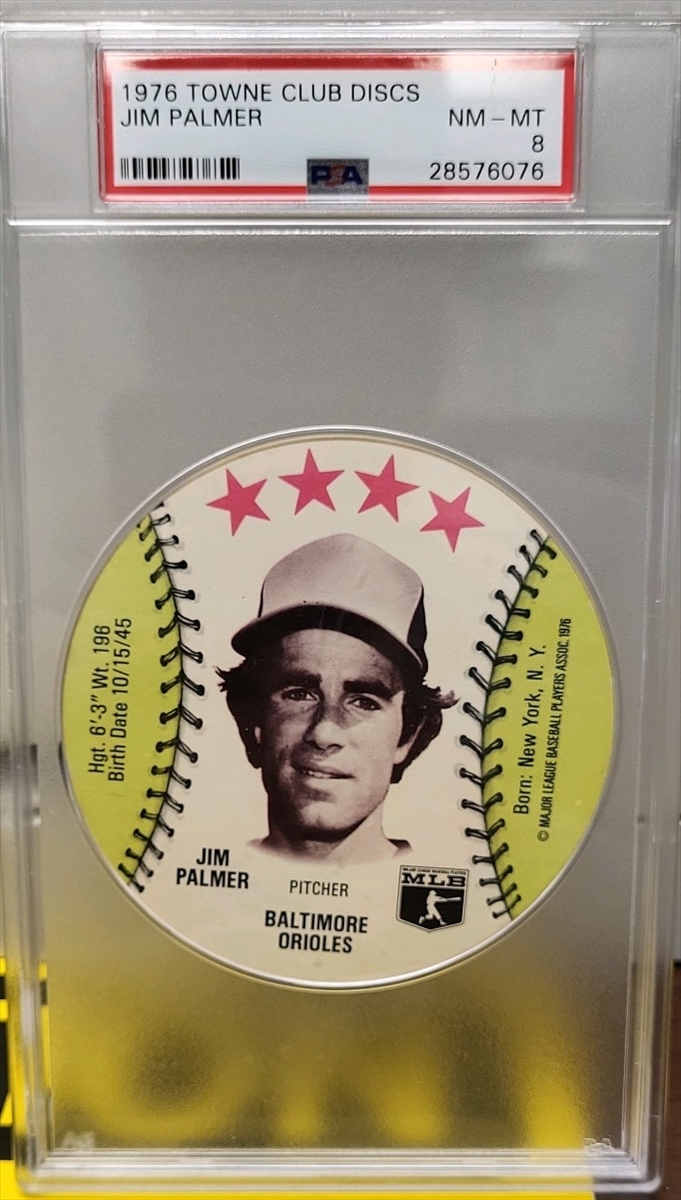 1976 TOWNE CLUB DISCS
JIM PALMER NM - MT
8
PSA 28576076
Hgt. 6'-3" Wt. 196
Birth Date 10/15/45
Born: New York, N. Y.
© MAJOR LEAGUE BASEBALL PLAYERS ASSOC. 1976
JIM
PALMER
PITCHER
BALTIMORE
ORIOLES
MLB